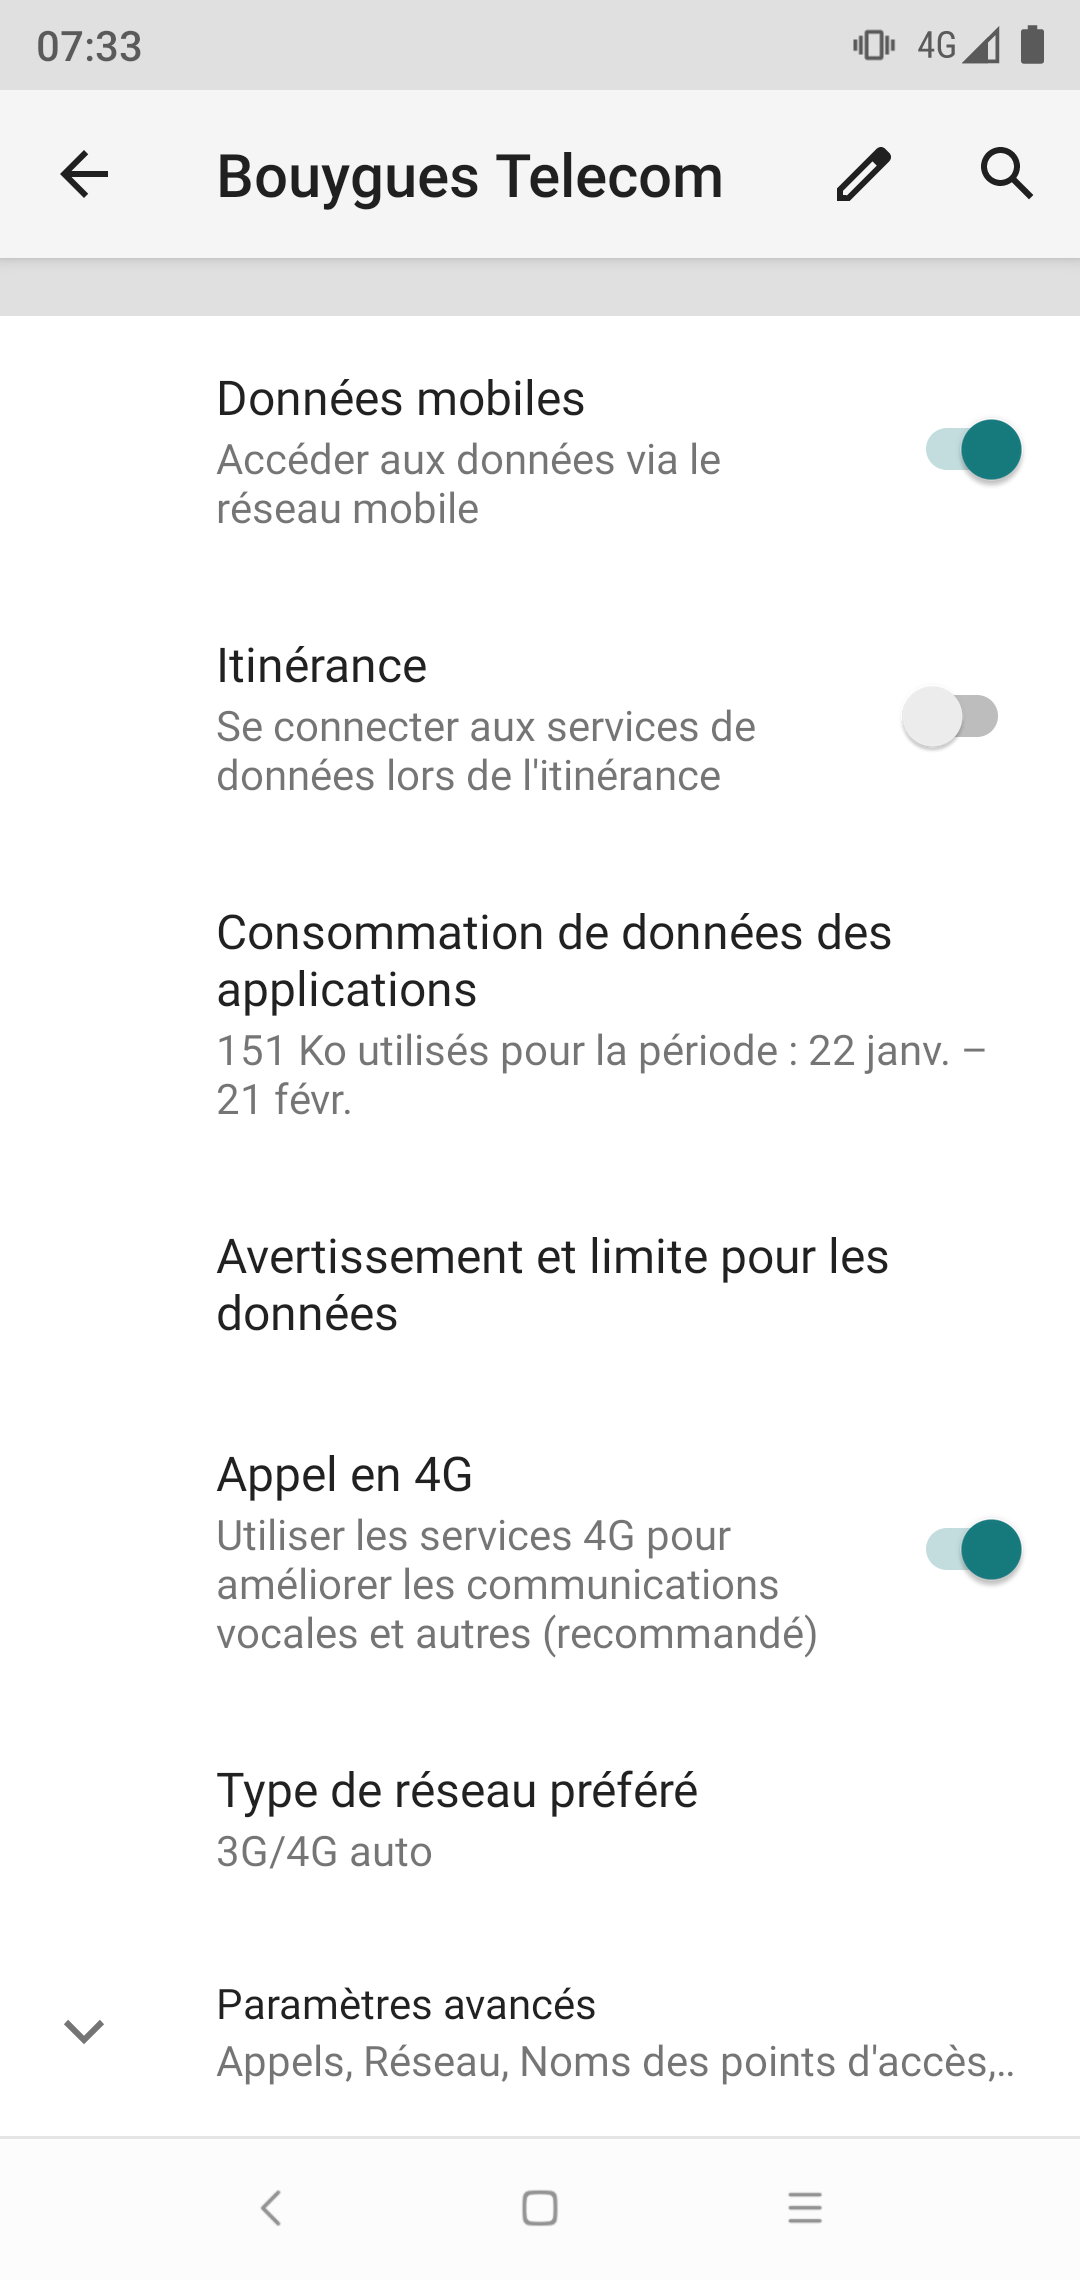 07:33
4G
Bouygues Telecom
Données mobiles
Accéder aux données via le
réseau mobile
Itinérance
Se connecter aux services de
données lors de l'itinérance
Consommation de données des
applications
151 Ko utilisés pour la période : 22 janv. –
21 févr.
Avertissement et limite pour les
données
Appel en 4G
Utiliser les services 4G pour
améliorer les communications
vocales et autres (recommandé)
Type de réseau préféré
3G/4G auto
Paramètres avancés
Appels, Réseau, Noms des points d'accès,..